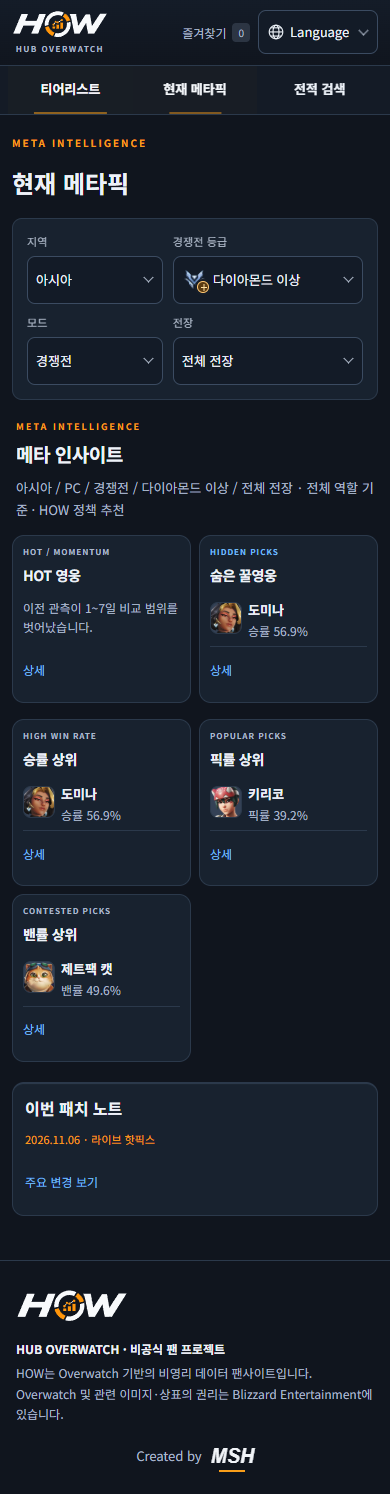 HOW
HUB OVERWATCH
즐겨찾기 0
Language
티어리스트 현재 메타픽 전적 검색
META INTELLIGENCE
현재 메타픽
지역 경쟁전 등급
아시아 다이아몬드 이상
모드 전장
경쟁전 전체 전장
META INTELLIGENCE
메타 인사이트
아시아 / PC / 경쟁전 / 다이아몬드 이상 / 전체 전장 · 전체 역할 기
준 · HOW 정책 추천
HOT / MOMENTUM
HOT 영웅
이전 관측이 1~7일 비교 범위를
벗어났습니다.
상세
HIDDEN PICKS
숨은 꿀영웅
도미나
승률 56.9%
상세
HIGH WIN RATE
승률 상위
도미나
승률 56.9%
상세
POPULAR PICKS
픽률 상위
키리코
픽률 39.2%
상세
CONTESTED PICKS
밴률 상위
제트팩 캣
밴률 49.6%
상세
이번 패치 노트
2026.11.06 · 라이브 핫픽스
주요 변경 보기
HOW
HUB OVERWATCH · 비공식 팬 프로젝트
HOW는 Overwatch 기반의 비영리 데이터 팬사이트입니다.
Overwatch 및 관련 이미지·상표의 권리는 Blizzard Entertainment에
있습니다.
Created by MSH